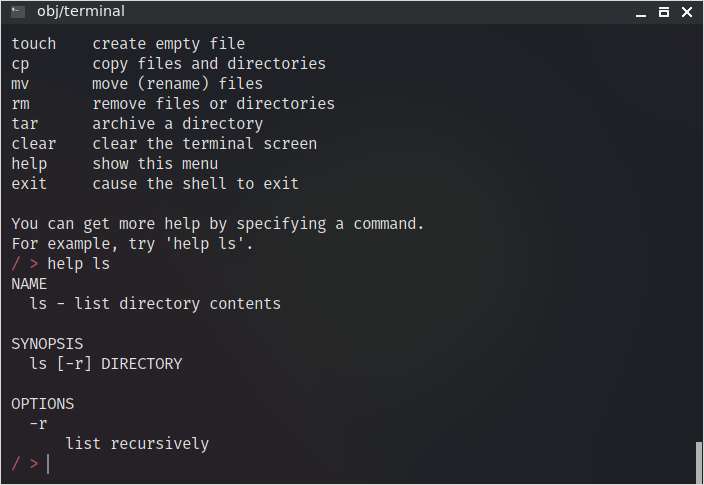 obj/terminal
touch    create empty file
cp       copy files and directories
mv       move (rename) files
rm       remove files or directories
tar      archive a directory
clear    clear the terminal screen
help     show this menu
exit     cause the shell to exit

You can get more help by specifying a command.
For example, try 'help ls'.
/ > help ls
NAME
  ls - list directory contents

SYNOPSIS
  ls [-r] DIRECTORY

OPTIONS
  -r
      list recursively
/ >